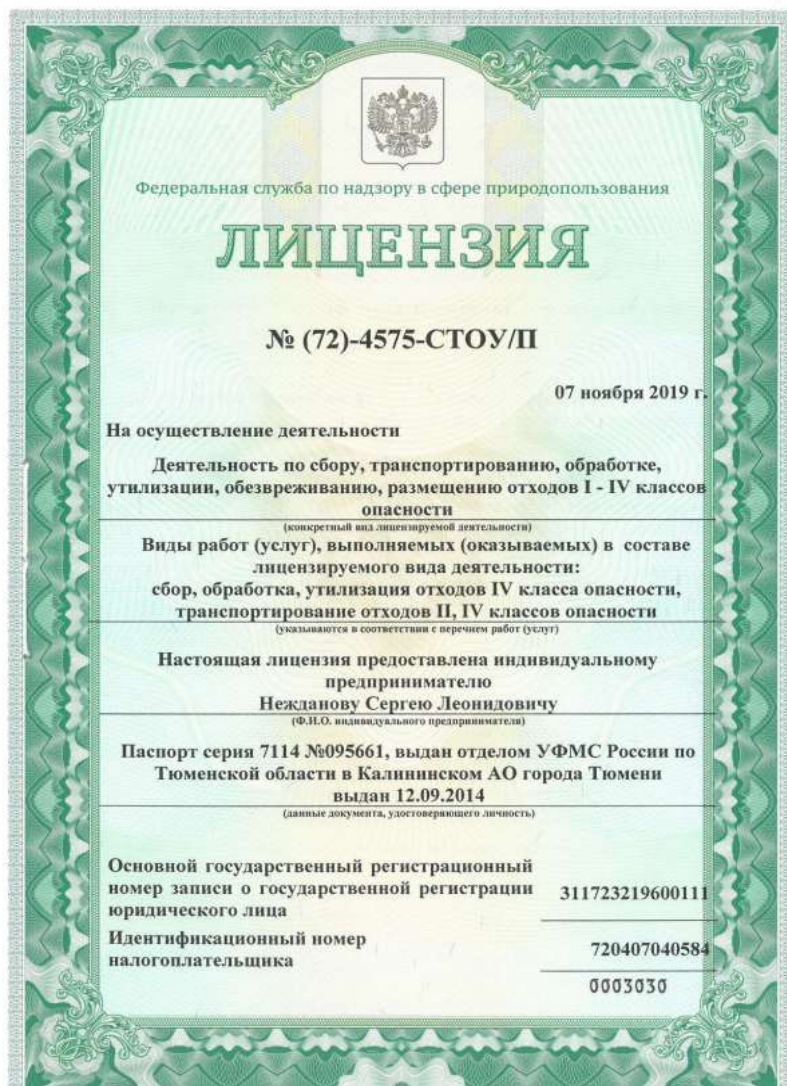 Федеральная служба по надзору в сфере природопользования
ЛИЦЕНЗИЯ
№ (72)-4575-СТОУ/П
07 ноября 2019 г.
На осуществление деятельности
Деятельность по сбору, транспортированию, обработке,
утилизации, обезвреживанию, размещению отходов I - IV классов
опасности
(конкретный вид лицензируемой деятельности)
Виды работ (услуг), выполняемых (оказываемых) в составе
лицензируемого вида деятельности:
сбор, обработка, утилизация отходов IV класса опасности,
транспортирование отходов II, IV классов опасности
(указываются в соответствии с перечнем работ (услуг)
Настоящая лицензия предоставлена индивидуальному
предпринимателю
Нежданову Сергею Леонидовичу
(Ф.И.О. индивидуального предпринимателя)
Паспорт серия 7114 №095661, выдан отделом УФМС России по
Тюменской области в Калининском АО города Тюмени
выдан 12.09.2014
(данные документа, удостоверяющего личность)
Основной государственный регистрационный
номер записи о государственной регистрации
юридического лица
311723219600111
Идентификационный номер
налогоплательщика
720407040584
0003030